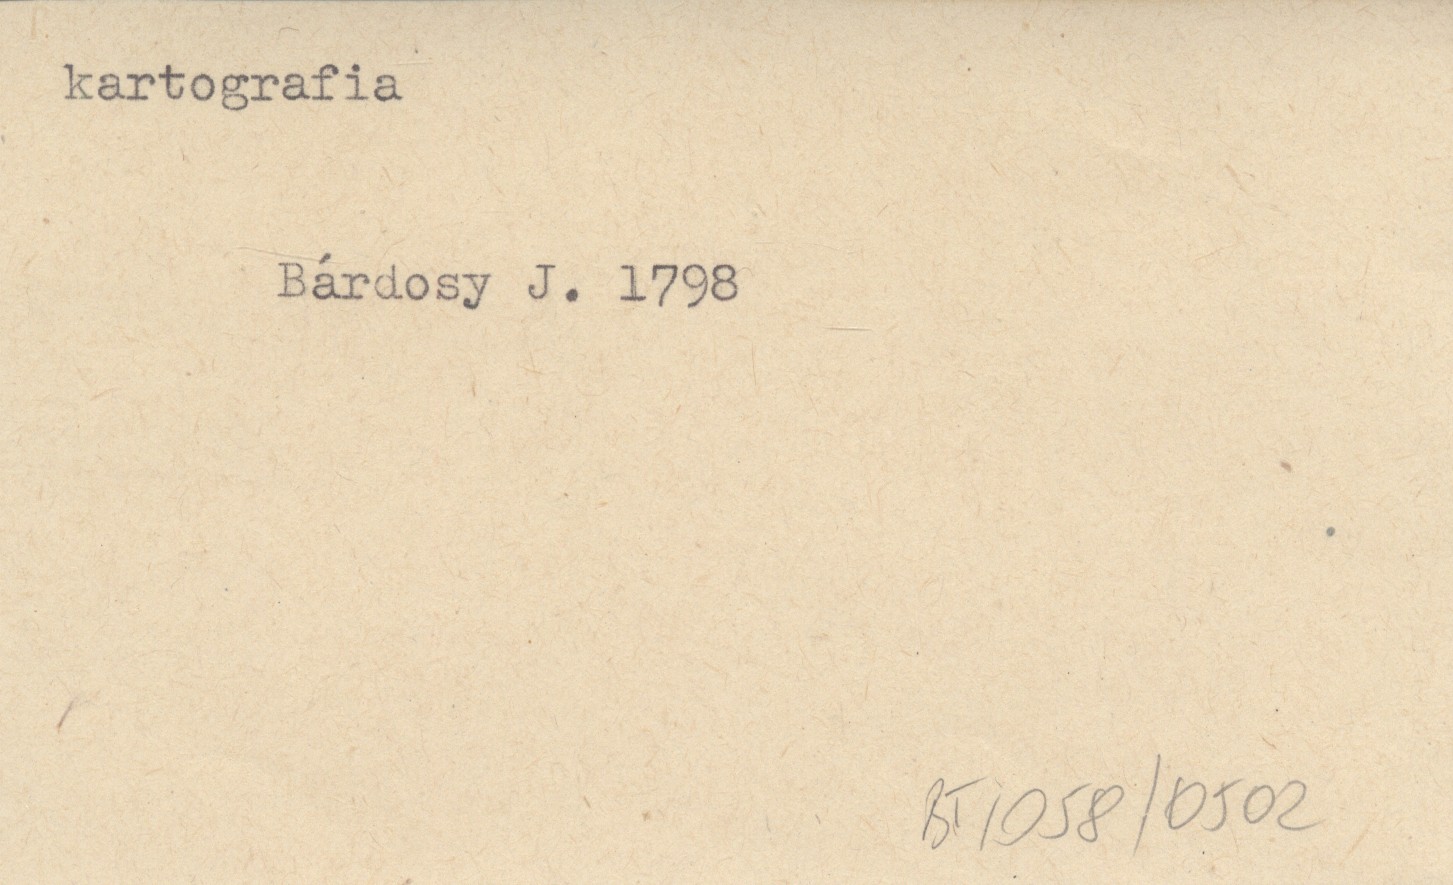 kartografia
Bárdosy J. 1798
BT1058/0502